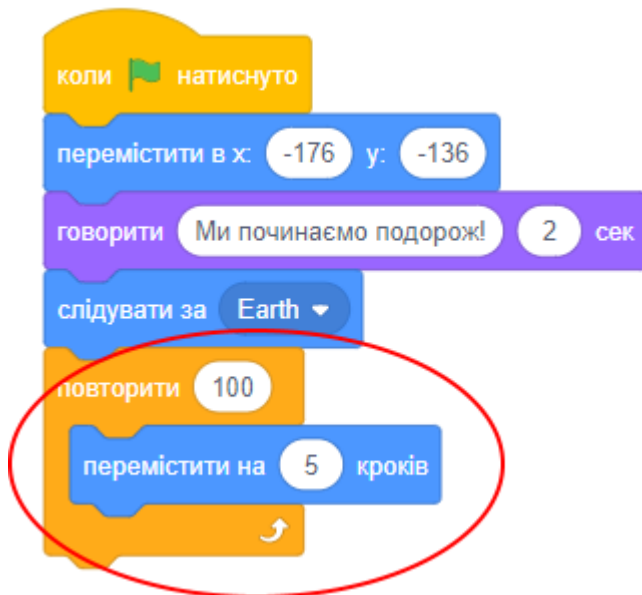 коли натиснуто
перемістити в x: -176 y: -136
говорити Ми починаємо подорож! 2 сек
слідувати за Earth
повторити 100
перемістити на 5 кроків